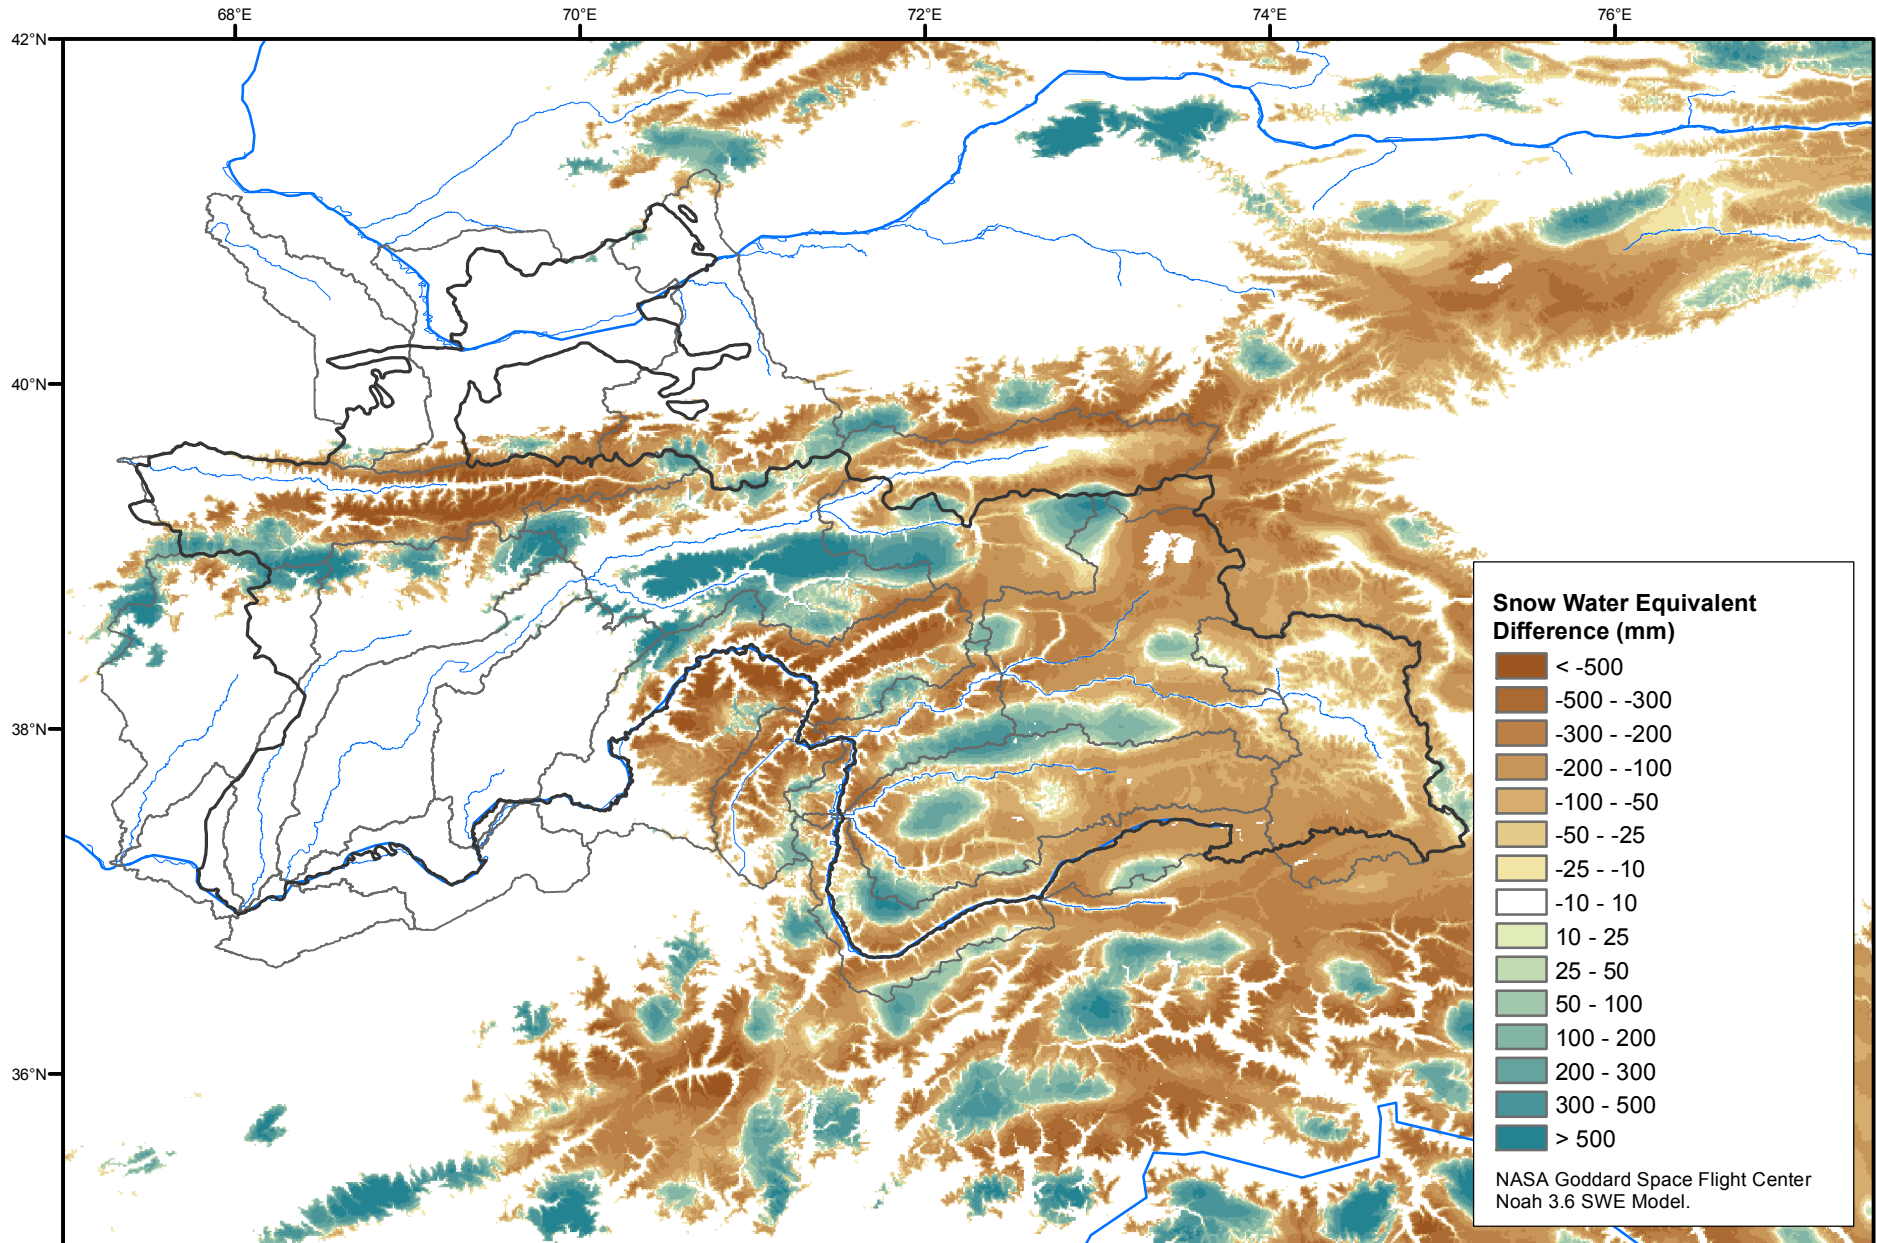 68°E
70°E
72°E
74°E
76°E
42°N
40°N
38°N
36°N
Snow Water Equivalent
Difference (mm)
< -500
-500 - -300
-300 - -200
-200 - -100
-100 - -50
-50 - -25
-25 - -10
-10 - 10
10 - 25
25 - 50
50 - 100
100 - 200
200 - 300
300 - 500
> 500
NASA Goddard Space Flight Center
Noah 3.6 SWE Model.